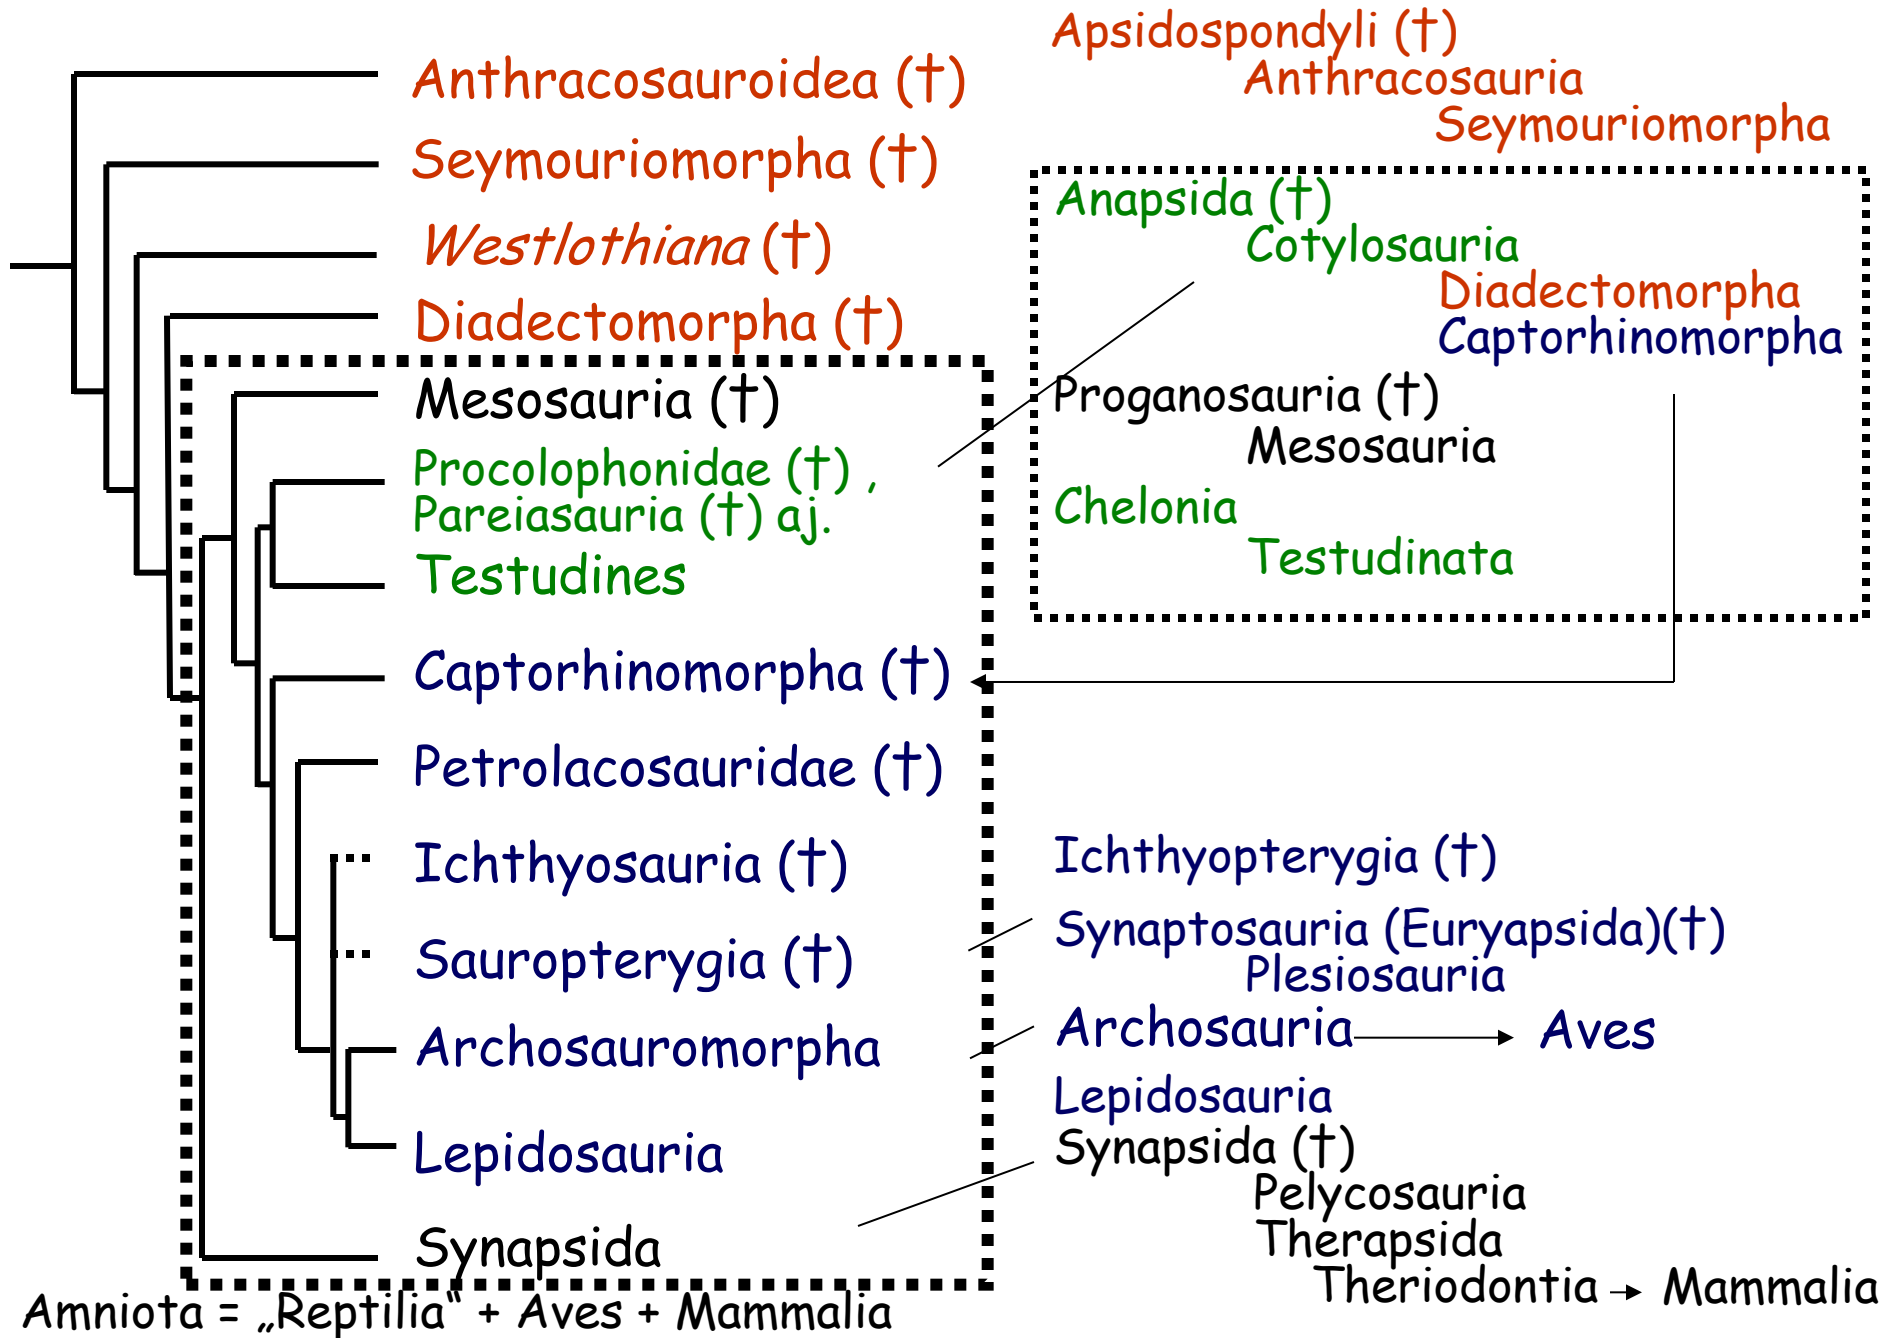 Anthracosauroidea (†)
Seymouriomorpha (†)
Westlothiana (†)
Diadectomorpha (†)
Mesosauria (†)
Procolophonidae (†) ,
Pareiasauria (†) aj.
Testudines
Captorhinomorpha (†)
Petrolacosauridae (†)
Ichthyosauria (†)
Sauropterygia (†)
Archosauromorpha
Lepidosauria
Synapsida
Amniota = „Reptilia“ + Aves + Mammalia
Apsidospondyli (†)
Anthracosauria
Seymouriomorpha
Anapsida (†)
Cotylosauria
Diadectomorpha
Captorhinomorpha
Proganosauria (†)
Mesosauria
Chelonia
Testudinata
Ichthyopterygia (†)
Synaptosauria (Euryapsida)(†)
Plesiosauria
Archosauria Aves
Lepidosauria
Synapsida (†)
Pelycosauria
Therapsida
Theriodontia Mammalia